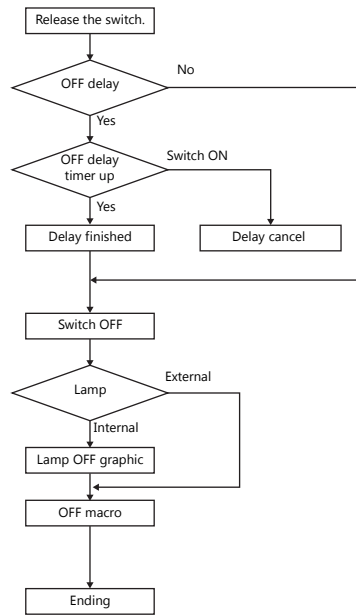 Release the switch.
OFF delay
No
Yes
OFF delay
timer up
Switch ON
Yes
Delay finished
Delay cancel
Switch OFF
Lamp
External
Internal
Lamp OFF graphic
OFF macro
Ending